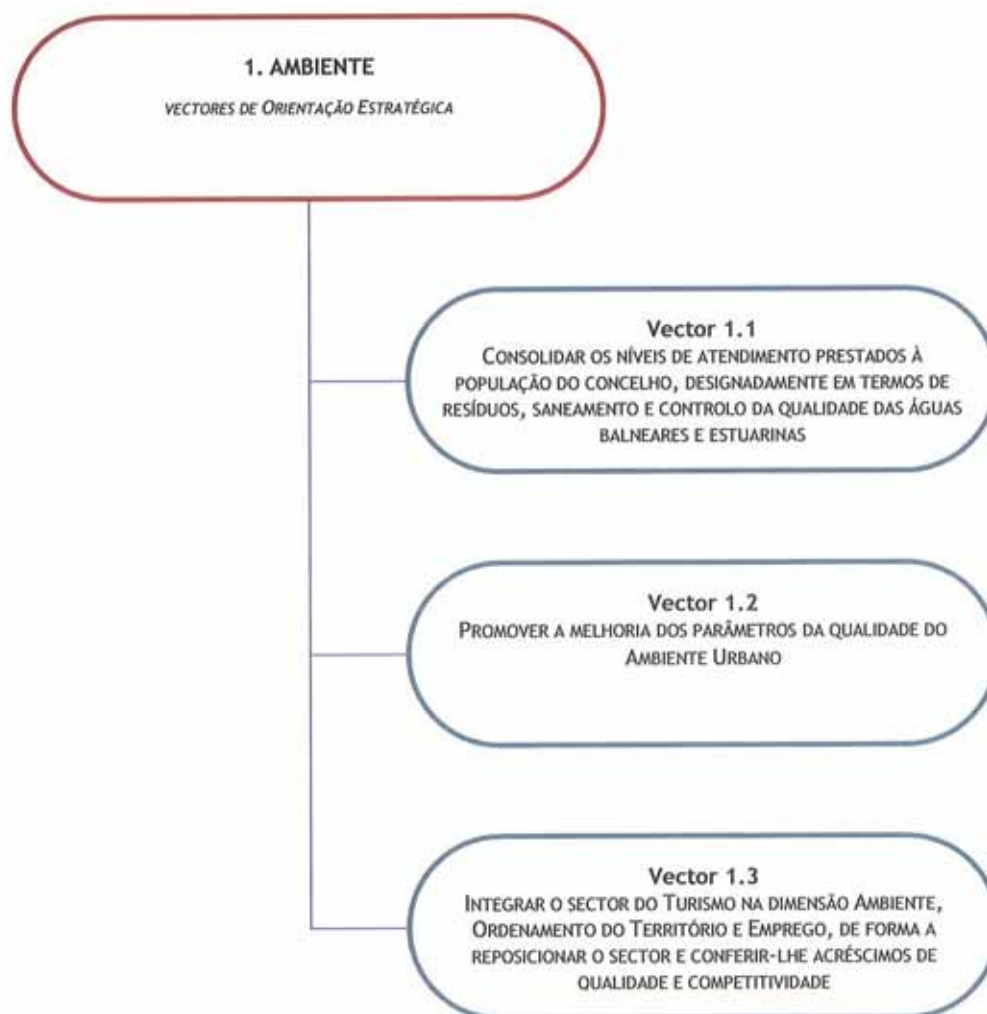 1. AMBIENTE
VECTORES DE ORIENTAÇÃO ESTRATÉGICA
Vector 1.1
CONSOLIDAR OS NÍVEIS DE ATENDIMENTO PRESTADOS À
POPULAÇÃO DO CONCELHO, DESIGNADAMENTE EM TERMOS DE
RESÍDUOS, SANEAMENTO E CONTROLO DA QUALIDADE DAS ÁGUAS
BALNEARES E ESTUARINAS
Vector 1.2
PROMOVER A MELHORIA DOS PARÂMETROS DA QUALIDADE DO
AMBIENTE URBANO
Vector 1.3
INTEGRAR O SECTOR DO TURISMO NA DIMENSÃO AMBIENTE,
ORDENAMENTO DO TERRITÓRIO E EMPREGO, DE FORMA A
REPOSICIONAR O SECTOR E CONFERIR-LHE ACRÉSCIMOS DE
QUALIDADE E COMPETITIVIDADE